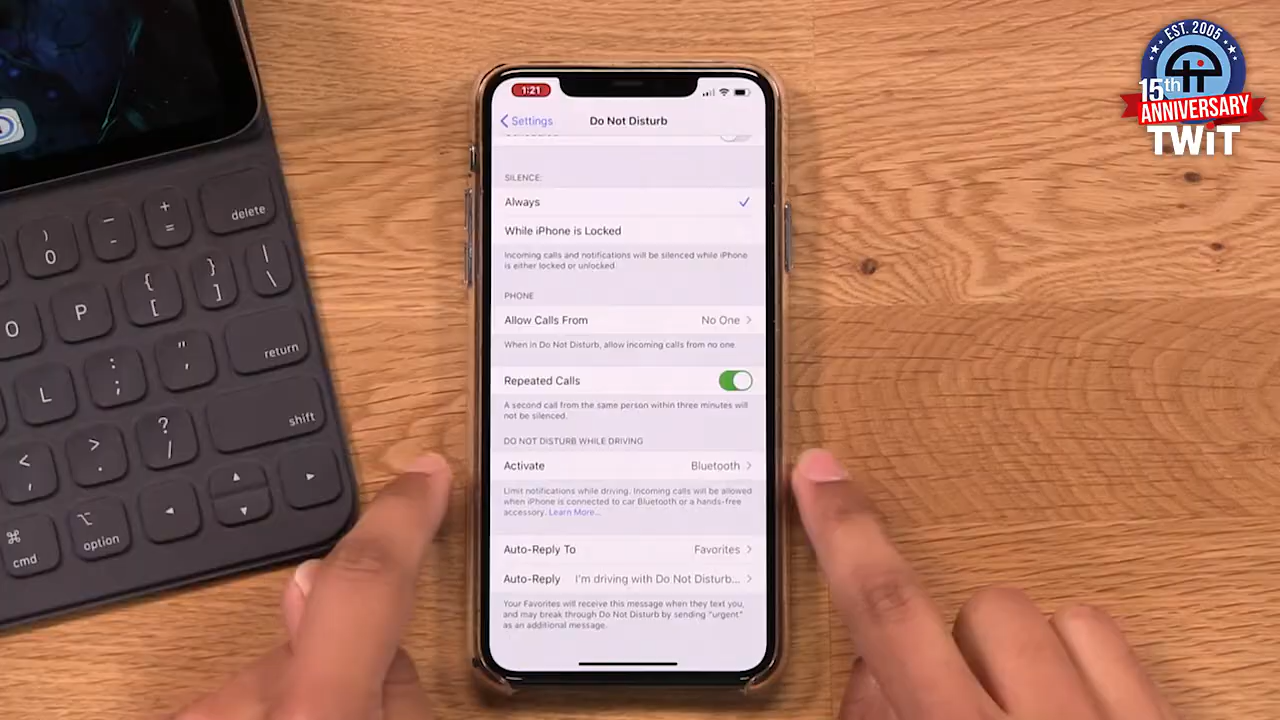 EST. 2005
15th
ANNIVERSARY
TWiT
1:21
Settings
Do Not Disturb
SILENCE:
Always
While iPhone is Locked
Incoming calls and notifications will be silenced while iPhone
is either locked or unlocked.
PHONE
Allow Calls From
No One
When in Do Not Disturb, allow incoming calls from no one.
Repeated Calls
A second call from the same person within three minutes will
not be silenced.
DO NOT DISTURB WHILE DRIVING
Activate
Bluetooth
Limit notifications while driving. Incoming calls will be allowed
when iPhone is connected to car Bluetooth or a hands-free
accessory. Learn More...
Auto-Reply To
Favorites
Auto-Reply
I'm driving with Do Not Disturb...
Your Favorites will receive this message when they text you,
and may break through Do Not Disturb by sending "urgent"
as an additional message.
) 0
_ -
+ =
delete
O
P
{ [
} ]
| \
L
: ;
" '
return
< ,
> .
? /
shift
⌘ cmd
⌥ option
◄
▲
▼
►